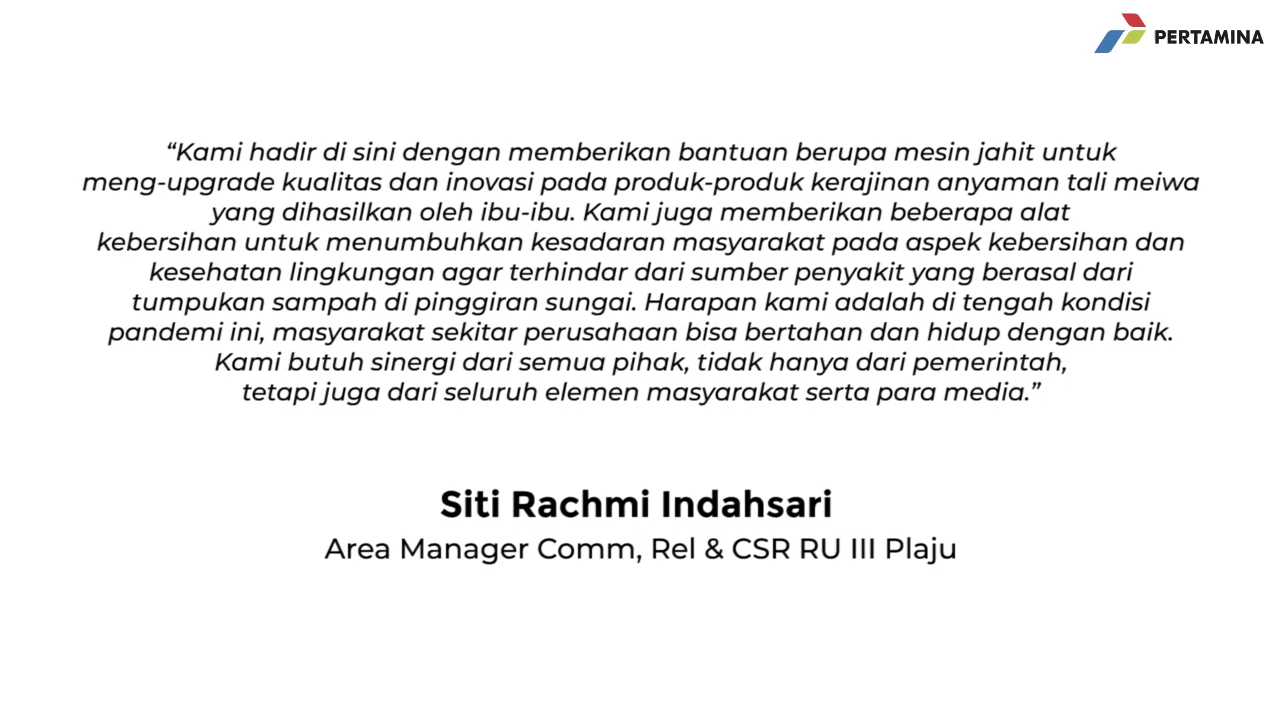 PERTAMINA
“Kami hadir di sini dengan memberikan bantuan berupa mesin jahit untuk
meng-upgrade kualitas dan inovasi pada produk-produk kerajinan anyaman tali meiwa
yang dihasilkan oleh ibu-ibu. Kami juga memberikan beberapa alat
kebersihan untuk menumbuhkan kesadaran masyarakat pada aspek kebersihan dan
kesehatan lingkungan agar terhindar dari sumber penyakit yang berasal dari
tumpukan sampah di pinggiran sungai. Harapan kami adalah di tengah kondisi
pandemi ini, masyarakat sekitar perusahaan bisa bertahan dan hidup dengan baik.
Kami butuh sinergi dari semua pihak, tidak hanya dari pemerintah,
tetapi juga dari seluruh elemen masyarakat serta para media.”
Siti Rachmi Indahsari
Area Manager Comm, Rel & CSR RU III Plaju